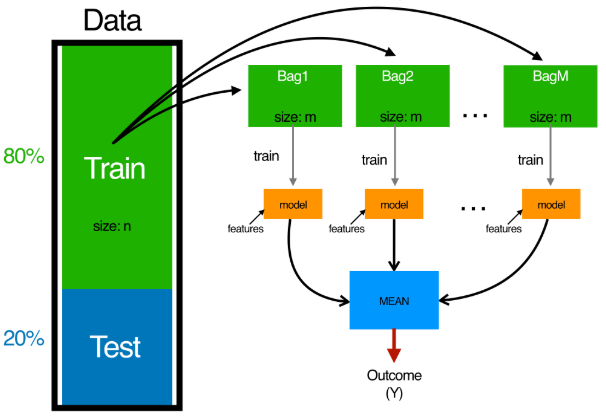 Data
80%
Train
size: n
20%
Test
Bag1
size: m
Bag2
size: m
...
BagM
size: m
train
train
train
model
model
...
model
features
features
features
MEAN
Outcome
(Y)